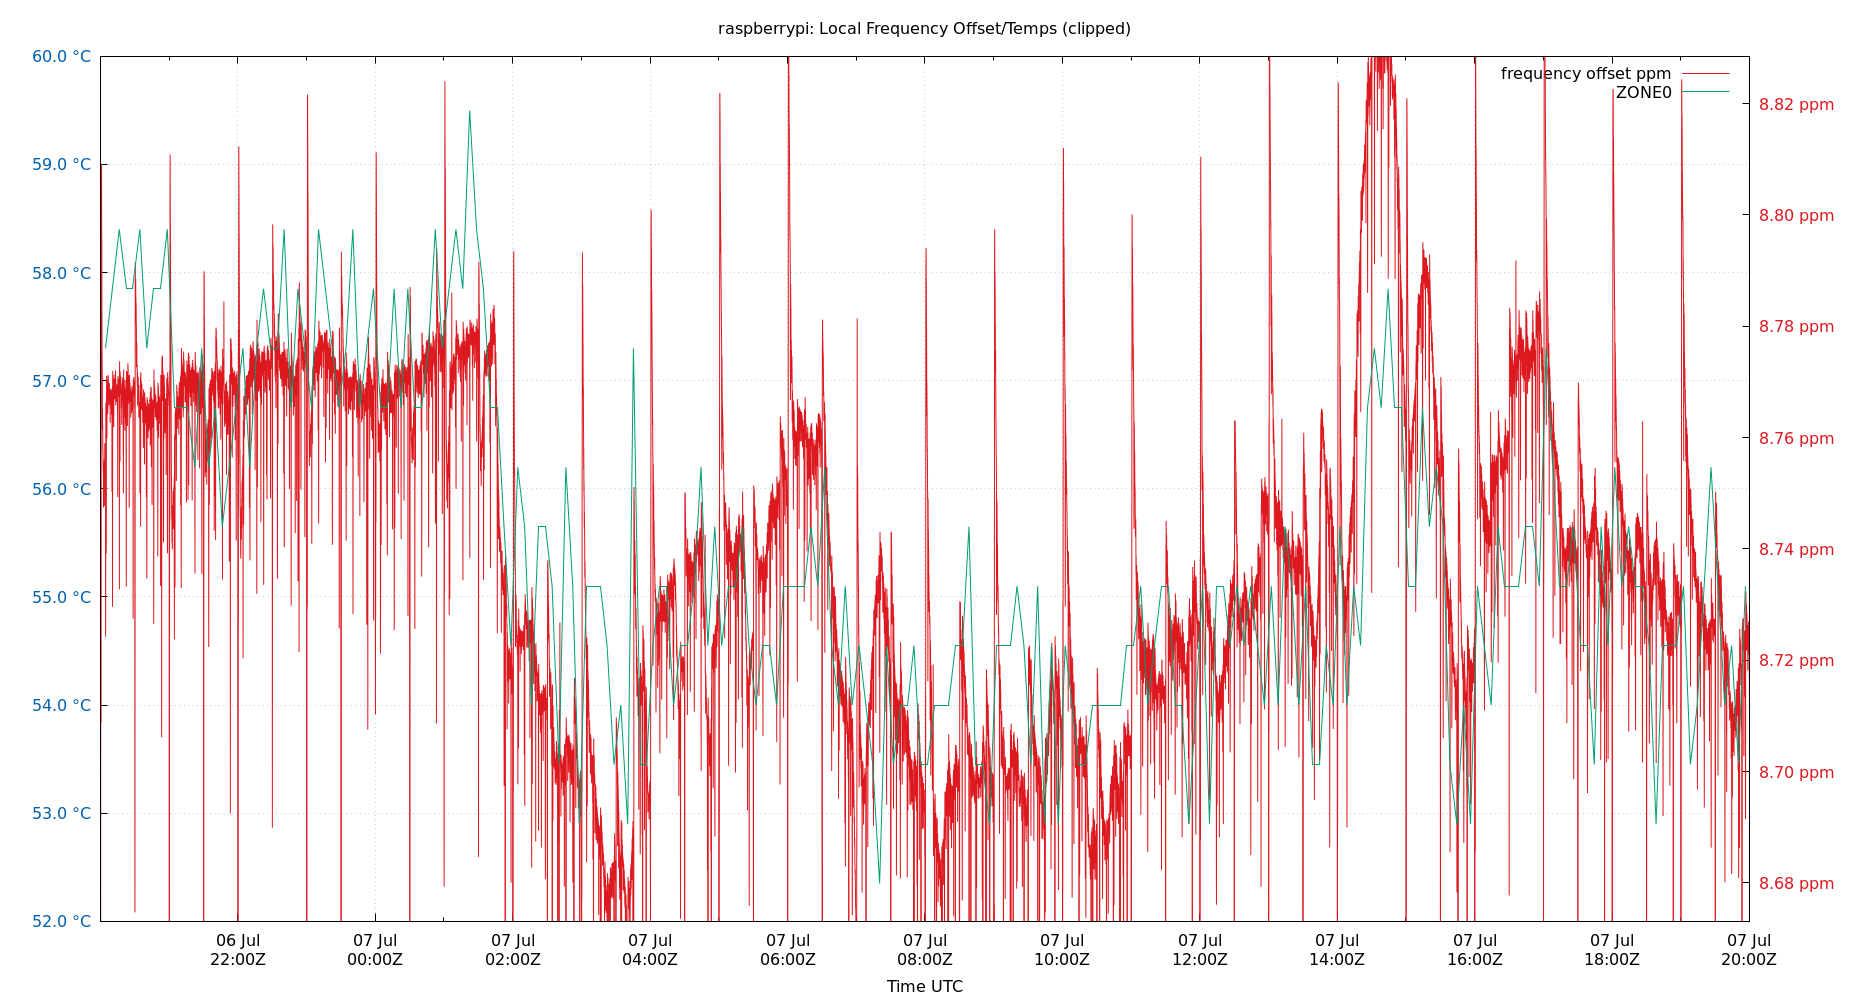 raspberrypi: Local Frequency Offset/Temps (clipped)
60.0 °C
59.0 °C
58.0 °C
57.0 °C
56.0 °C
55.0 °C
54.0 °C
53.0 °C
52.0 °C
frequency offset ppm
ZONE0
8.82 ppm
8.80 ppm
8.78 ppm
8.76 ppm
8.74 ppm
8.72 ppm
8.70 ppm
8.68 ppm
06 Jul
22:00Z
07 Jul
00:00Z
07 Jul
02:00Z
07 Jul
04:00Z
07 Jul
06:00Z
07 Jul
08:00Z
07 Jul
10:00Z
07 Jul
12:00Z
07 Jul
14:00Z
07 Jul
16:00Z
07 Jul
18:00Z
07 Jul
20:00Z
Time UTC